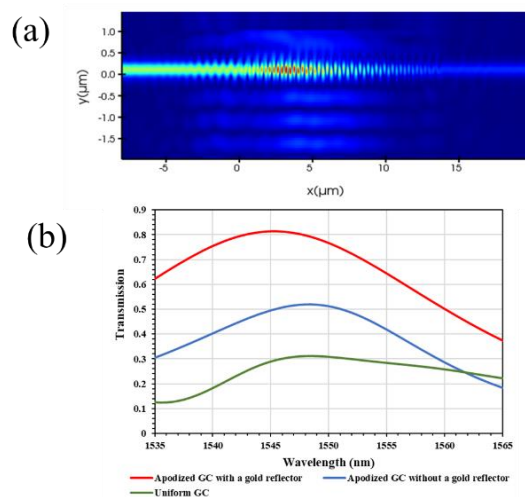 (a)
1.0
0.5
0.0
-0.5
-1.0
-1.5
y(μm)
-5 0 5 10 15
x(μm)
(b)
0.9
0.8
0.7
0.6
0.5
0.4
0.3
0.2
0.1
0
Transmission
1535 1540 1545 1550 1555 1560 1565
Wavelength (nm)
Apodized GC with a gold reflector Apodized GC without a gold reflector
Uniform GC